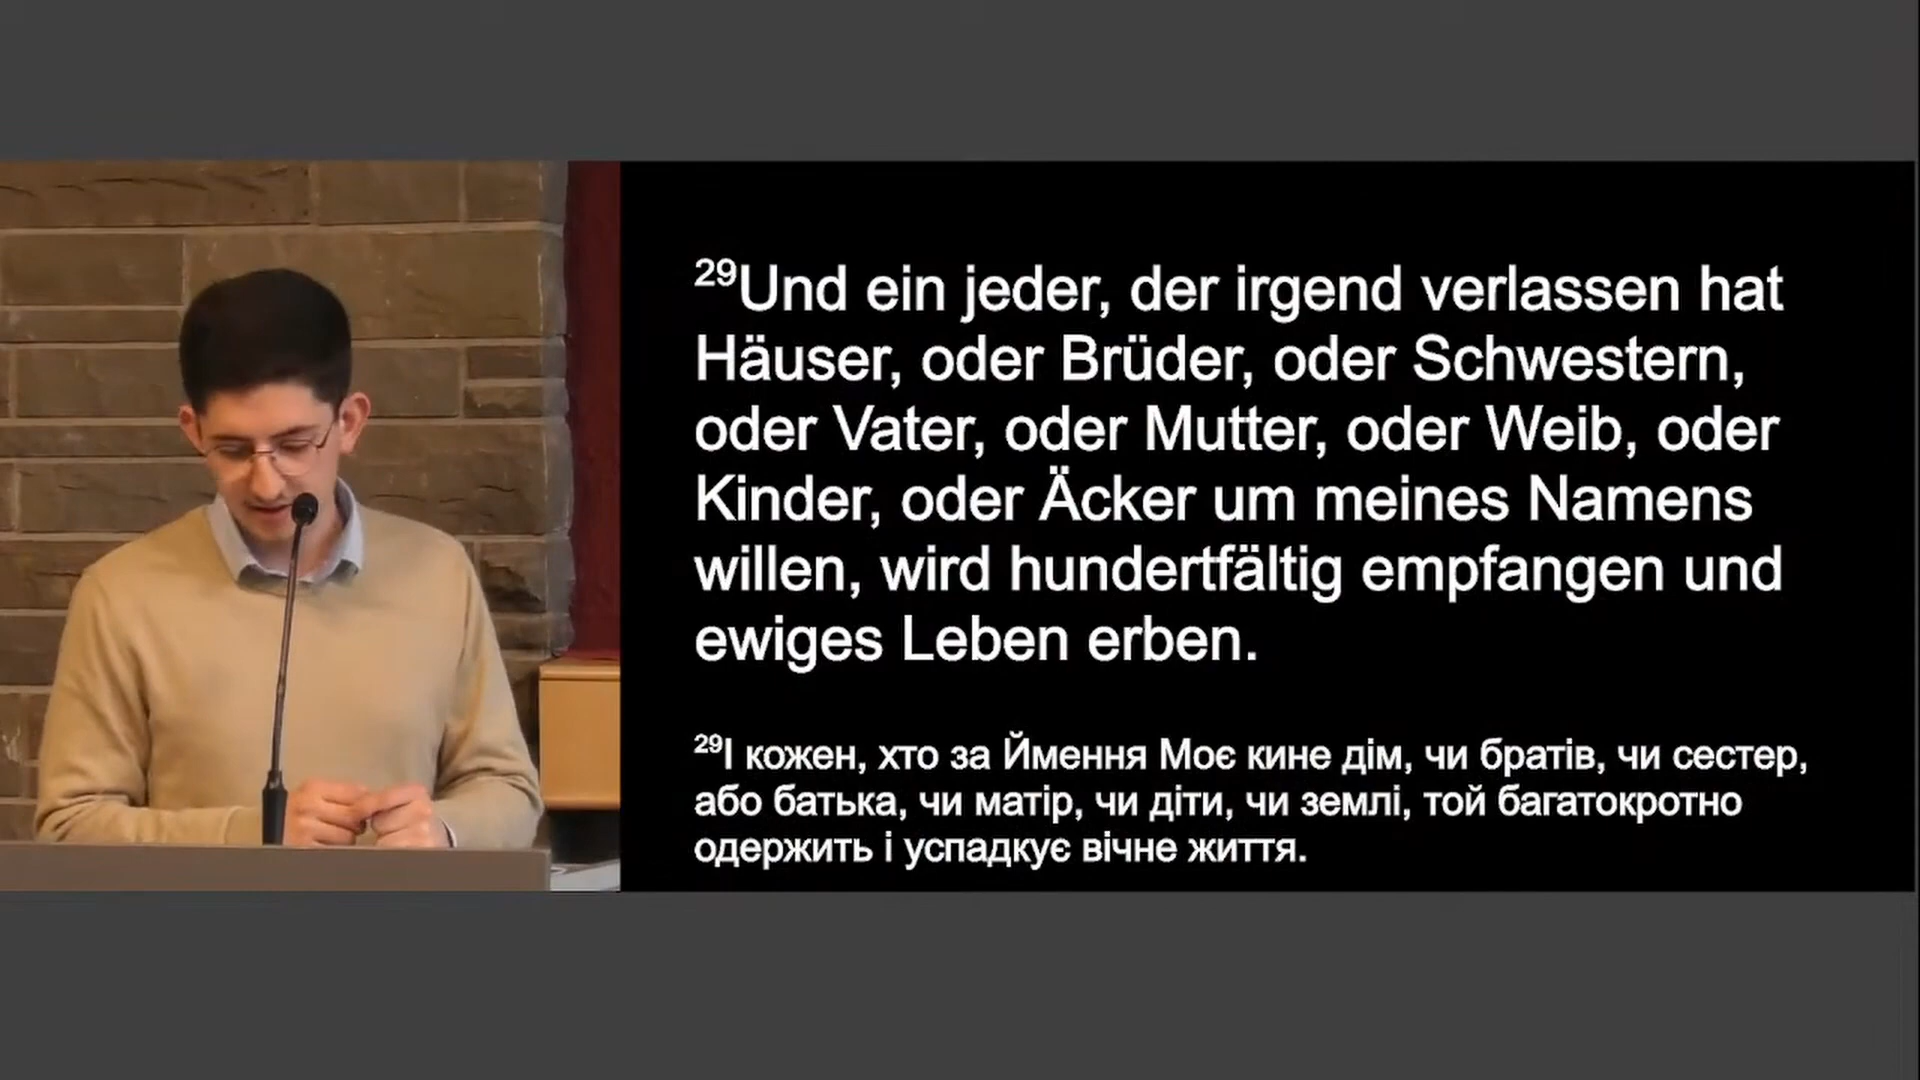 ²⁹Und ein jeder, der irgend verlassen hat
Häuser, oder Brüder, oder Schwestern,
oder Vater, oder Mutter, oder Weib, oder
Kinder, oder Äcker um meines Namens
willen, wird hundertfältig empfangen und
ewiges Leben erben.
²⁹І кожен, хто за Ймення Моє кине дім, чи братів, чи сестер,
або батька, чи матір, чи діти, чи землі, той багатокротно
одержить і успадкує вічне життя.